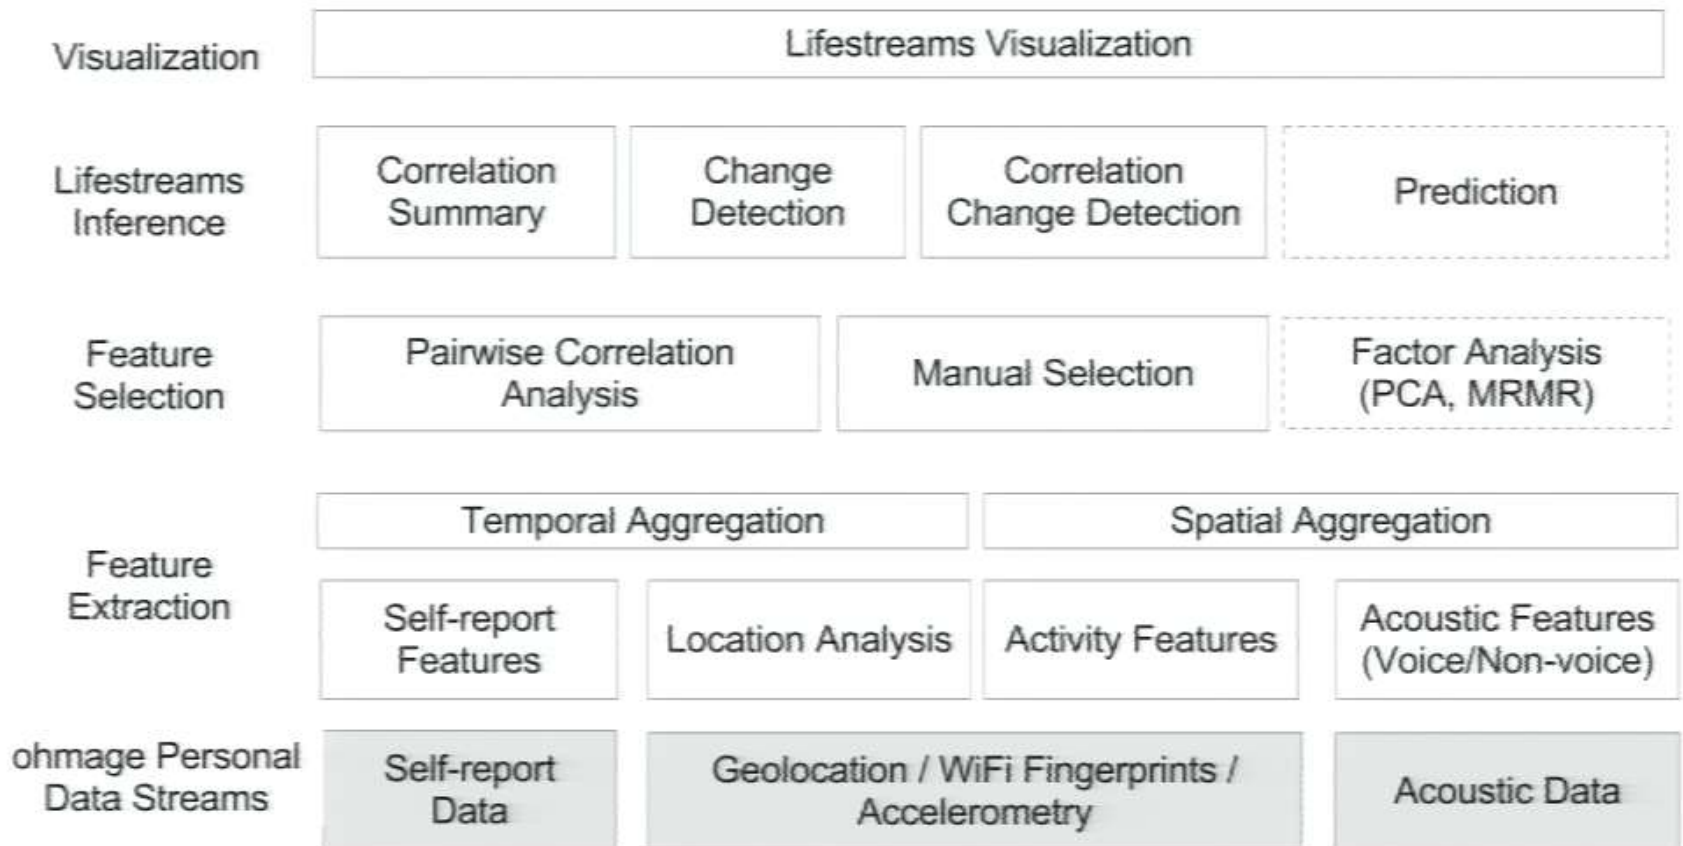 Visualization
Lifestreams Visualization
Lifestreams
Inference
Correlation
Summary
Change
Detection
Correlation
Change Detection
Prediction
Feature
Selection
Pairwise Correlation
Analysis
Manual Selection
Factor Analysis
(PCA, MRMR)
Feature
Extraction
Temporal Aggregation
Spatial Aggregation
Self-report
Features
Location Analysis
Activity Features
Acoustic Features
(Voice/Non-voice)
ohmage Personal
Data Streams
Self-report
Data
Geolocation / WiFi Fingerprints /
Accelerometry
Acoustic Data